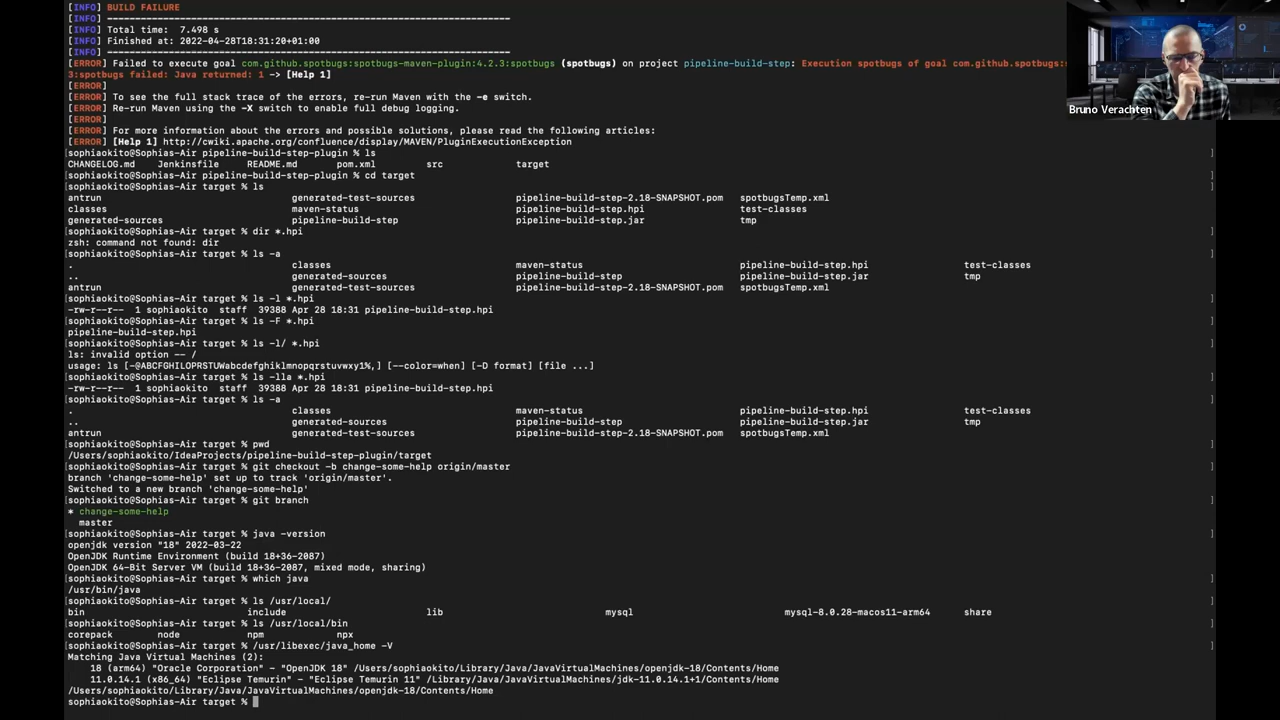 [INFO] BUILD FAILURE
[INFO] ------------------------------------------------------------------------
[INFO] Total time:  7.498 s
[INFO] Finished at: 2022-04-28T18:31:20+01:00
[INFO] ------------------------------------------------------------------------
[ERROR] Failed to execute goal com.github.spotbugs:spotbugs-maven-plugin:4.2.3:spotbugs (spotbugs) on project pipeline-build-step: Execution spotbugs of goal com.github.spotbugs:s
3:spotbugs failed: Java returned: 1 -> [Help 1]
[ERROR]
[ERROR] To see the full stack trace of the errors, re-run Maven with the -e switch.
[ERROR] Re-run Maven using the -X switch to enable full debug logging.
[ERROR]
[ERROR] For more information about the errors and possible solutions, please read the following articles:
[ERROR] [Help 1] http://cwiki.apache.org/confluence/display/MAVEN/PluginExecutionException
[sophiaokito@Sophias-Air pipeline-build-step-plugin % ls ]
CHANGELOG.md Jenkinsfile README.md pom.xml src target
[sophiaokito@Sophias-Air pipeline-build-step-plugin % cd target ]
[sophiaokito@Sophias-Air target % ls ]
antrun generated-test-sources pipeline-build-step-2.18-SNAPSHOT.pom spotbugsTemp.xml
classes maven-status pipeline-build-step.hpi test-classes
generated-sources pipeline-build-step pipeline-build-step.jar tmp
[sophiaokito@Sophias-Air target % dir *.hpi ]
zsh: command not found: dir
[sophiaokito@Sophias-Air target % ls -a ]
. classes maven-status pipeline-build-step.hpi test-classes
.. generated-sources pipeline-build-step pipeline-build-step.jar tmp
antrun generated-test-sources pipeline-build-step-2.18-SNAPSHOT.pom spotbugsTemp.xml
[sophiaokito@Sophias-Air target % ls -l *.hpi ]
-rw-r--r--  1 sophiaokito  staff  39388 Apr 28 18:31 pipeline-build-step.hpi
[sophiaokito@Sophias-Air target % ls -F *.hpi ]
pipeline-build-step.hpi
[sophiaokito@Sophias-Air target % ls -l/ *.hpi ]
ls: invalid option -- /
usage: ls [-@ABCFGHILOPRSTUWabcdefghiklmnopqrstuvwxy1%,] [--color=when] [-D format] [file ...]
[sophiaokito@Sophias-Air target % ls -lla *.hpi ]
-rw-r--r--  1 sophiaokito  staff  39388 Apr 28 18:31 pipeline-build-step.hpi
[sophiaokito@Sophias-Air target % ls -a ]
. classes maven-status pipeline-build-step.hpi test-classes
.. generated-sources pipeline-build-step pipeline-build-step.jar tmp
antrun generated-test-sources pipeline-build-step-2.18-SNAPSHOT.pom spotbugsTemp.xml
[sophiaokito@Sophias-Air target % pwd ]
/Users/sophiaokito/IdeaProjects/pipeline-build-step-plugin/target
[sophiaokito@Sophias-Air target % git checkout -b change-some-help origin/master ]
branch 'change-some-help' set up to track 'origin/master'.
Switched to a new branch 'change-some-help'
[sophiaokito@Sophias-Air target % git branch ]
* change-some-help
master
[sophiaokito@Sophias-Air target % java -version ]
openjdk version "18" 2022-03-22
OpenJDK Runtime Environment (build 18+36-2087)
OpenJDK 64-Bit Server VM (build 18+36-2087, mixed mode, sharing)
[sophiaokito@Sophias-Air target % which java ]
/usr/bin/java
[sophiaokito@Sophias-Air target % ls /usr/local/ ]
bin include lib mysql mysql-8.0.28-macos11-arm64 share
[sophiaokito@Sophias-Air target % ls /usr/local/bin ]
corepack node npm npx
[sophiaokito@Sophias-Air target % /usr/libexec/java_home -V ]
Matching Java Virtual Machines (2):
18 (arm64) "Oracle Corporation" - "OpenJDK 18" /Users/sophiaokito/Library/Java/JavaVirtualMachines/openjdk-18/Contents/Home
11.0.14.1 (x86_64) "Eclipse Temurin" - "Eclipse Temurin 11" /Library/Java/JavaVirtualMachines/jdk-11.0.14.1+1/Contents/Home
/Users/sophiaokito/Library/Java/JavaVirtualMachines/openjdk-18/Contents/Home
sophiaokito@Sophias-Air target %
Bruno Verachten